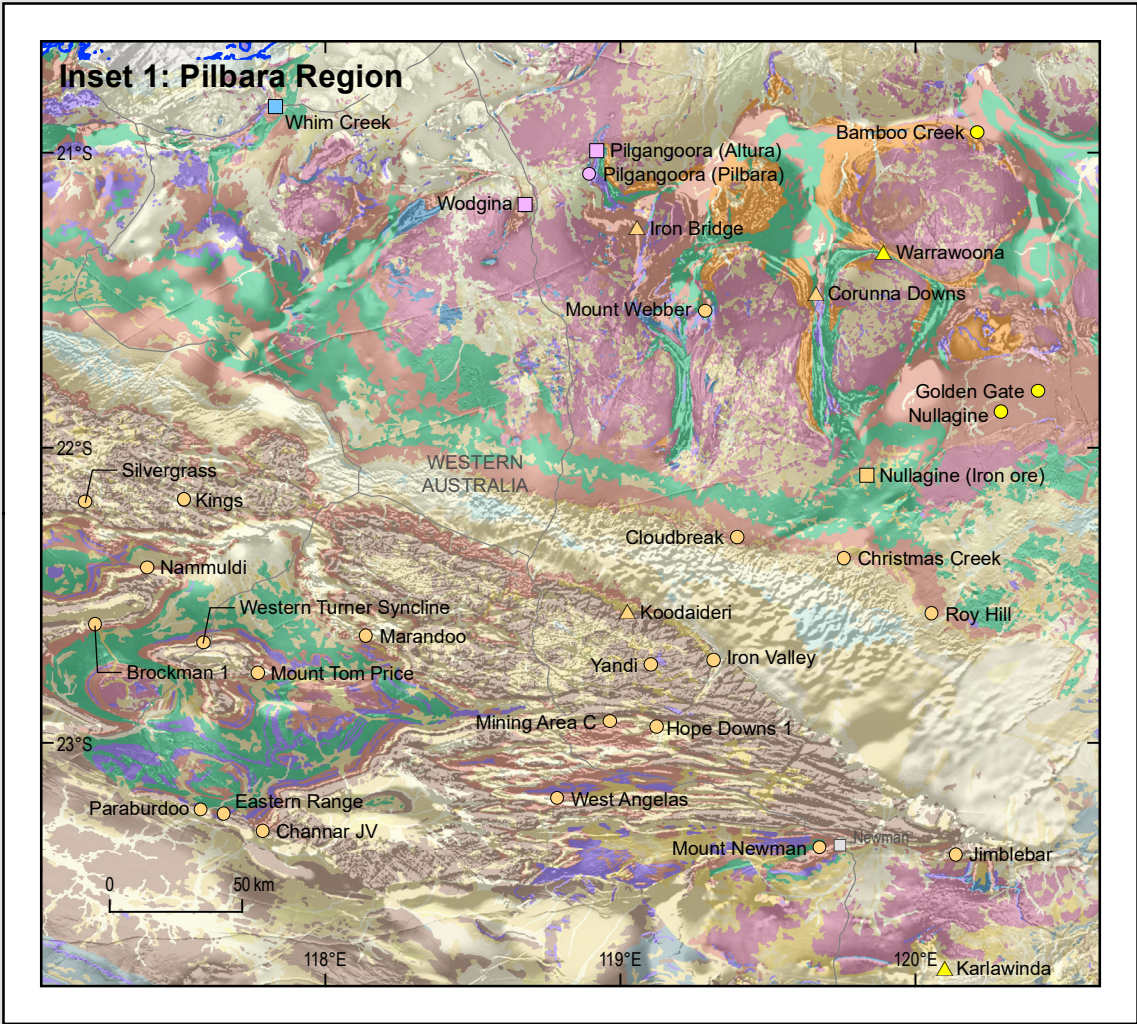 Inset 1: Pilbara Region
Whim Creek
Bamboo Creek
21°S
Pilgangoora (Altura)
Pilgangoora (Pilbara)
Wodgina
Iron Bridge
Warrawoona
Corunna Downs
Mount Webber
Golden Gate
Nullagine
22°S
WESTERN
AUSTRALIA
Silvergrass
Nullagine (Iron ore)
Kings
Cloudbreak
Christmas Creek
Nammuldi
Western Turner Syncline
Koodaideri
Roy Hill
Marandoo
Iron Valley
Yandi
Brockman 1
Mount Tom Price
Mining Area C
Hope Downs 1
23°S
West Angelas
Eastern Range
Paraburdoo
Channar JV
Newman
Mount Newman
Jimblebar
0 50 km
118°E
119°E
120°E
Karlawinda